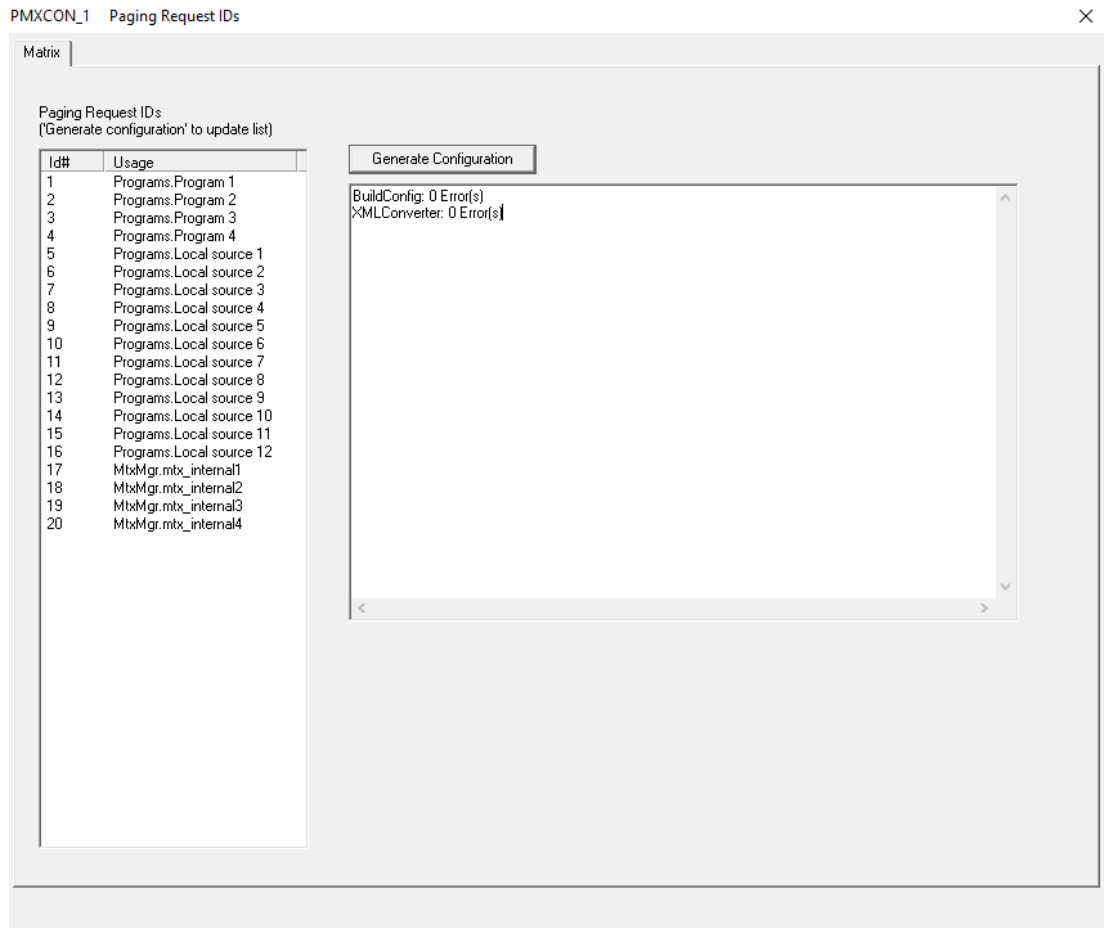 PMXCON_1 Paging Request IDs
Matrix
Paging Request IDs
('Generate configuration' to update list)
Id# Usage
1 Programs.Program 1
2 Programs.Program 2
3 Programs.Program 3
4 Programs.Program 4
5 Programs.Local source 1
6 Programs.Local source 2
7 Programs.Local source 3
8 Programs.Local source 4
9 Programs.Local source 5
10 Programs.Local source 6
11 Programs.Local source 7
12 Programs.Local source 8
13 Programs.Local source 9
14 Programs.Local source 10
15 Programs.Local source 11
16 Programs.Local source 12
17 MtxMgr.mtx_internal1
18 MtxMgr.mtx_internal2
19 MtxMgr.mtx_internal3
20 MtxMgr.mtx_internal4
Generate Configuration
BuildConfig: 0 Error(s)
XMLConverter: 0 Error(s)